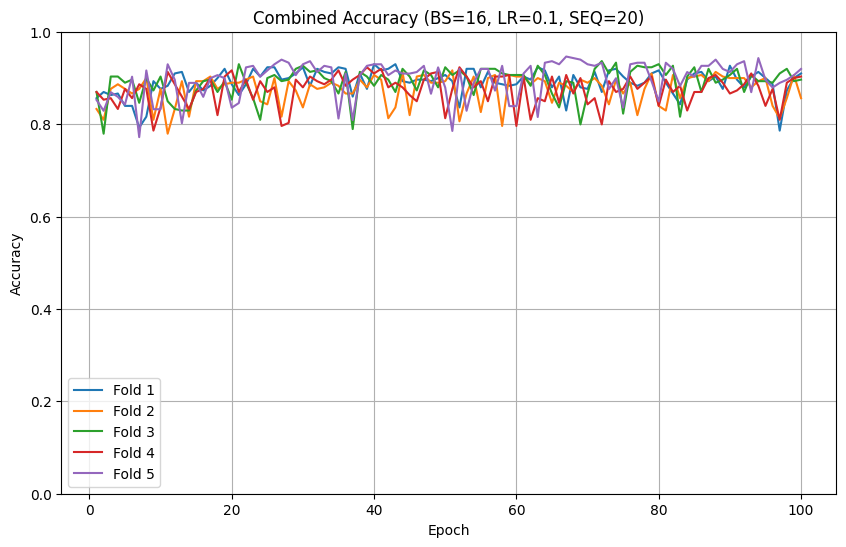 Combined Accuracy (BS=16, LR=0.1, SEQ=20)
1.0
0.8
0.6
0.4
0.2
0.0
Accuracy
Fold 1
Fold 2
Fold 3
Fold 4
Fold 5
0 20 40 60 80 100
Epoch